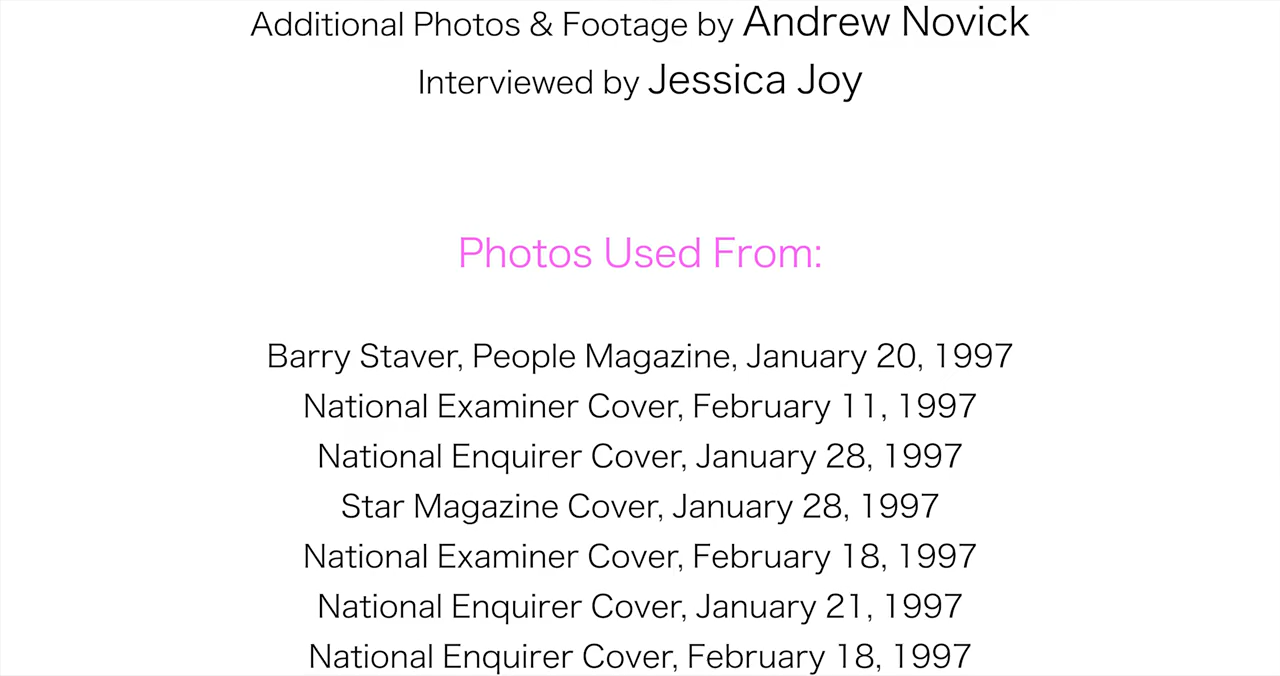 Additional Photos & Footage by Andrew Novick
Interviewed by Jessica Joy
Photos Used From:
Barry Staver, People Magazine, January 20, 1997
National Examiner Cover, February 11, 1997
National Enquirer Cover, January 28, 1997
Star Magazine Cover, January 28, 1997
National Examiner Cover, February 18, 1997
National Enquirer Cover, January 21, 1997
National Enquirer Cover, February 18, 1997